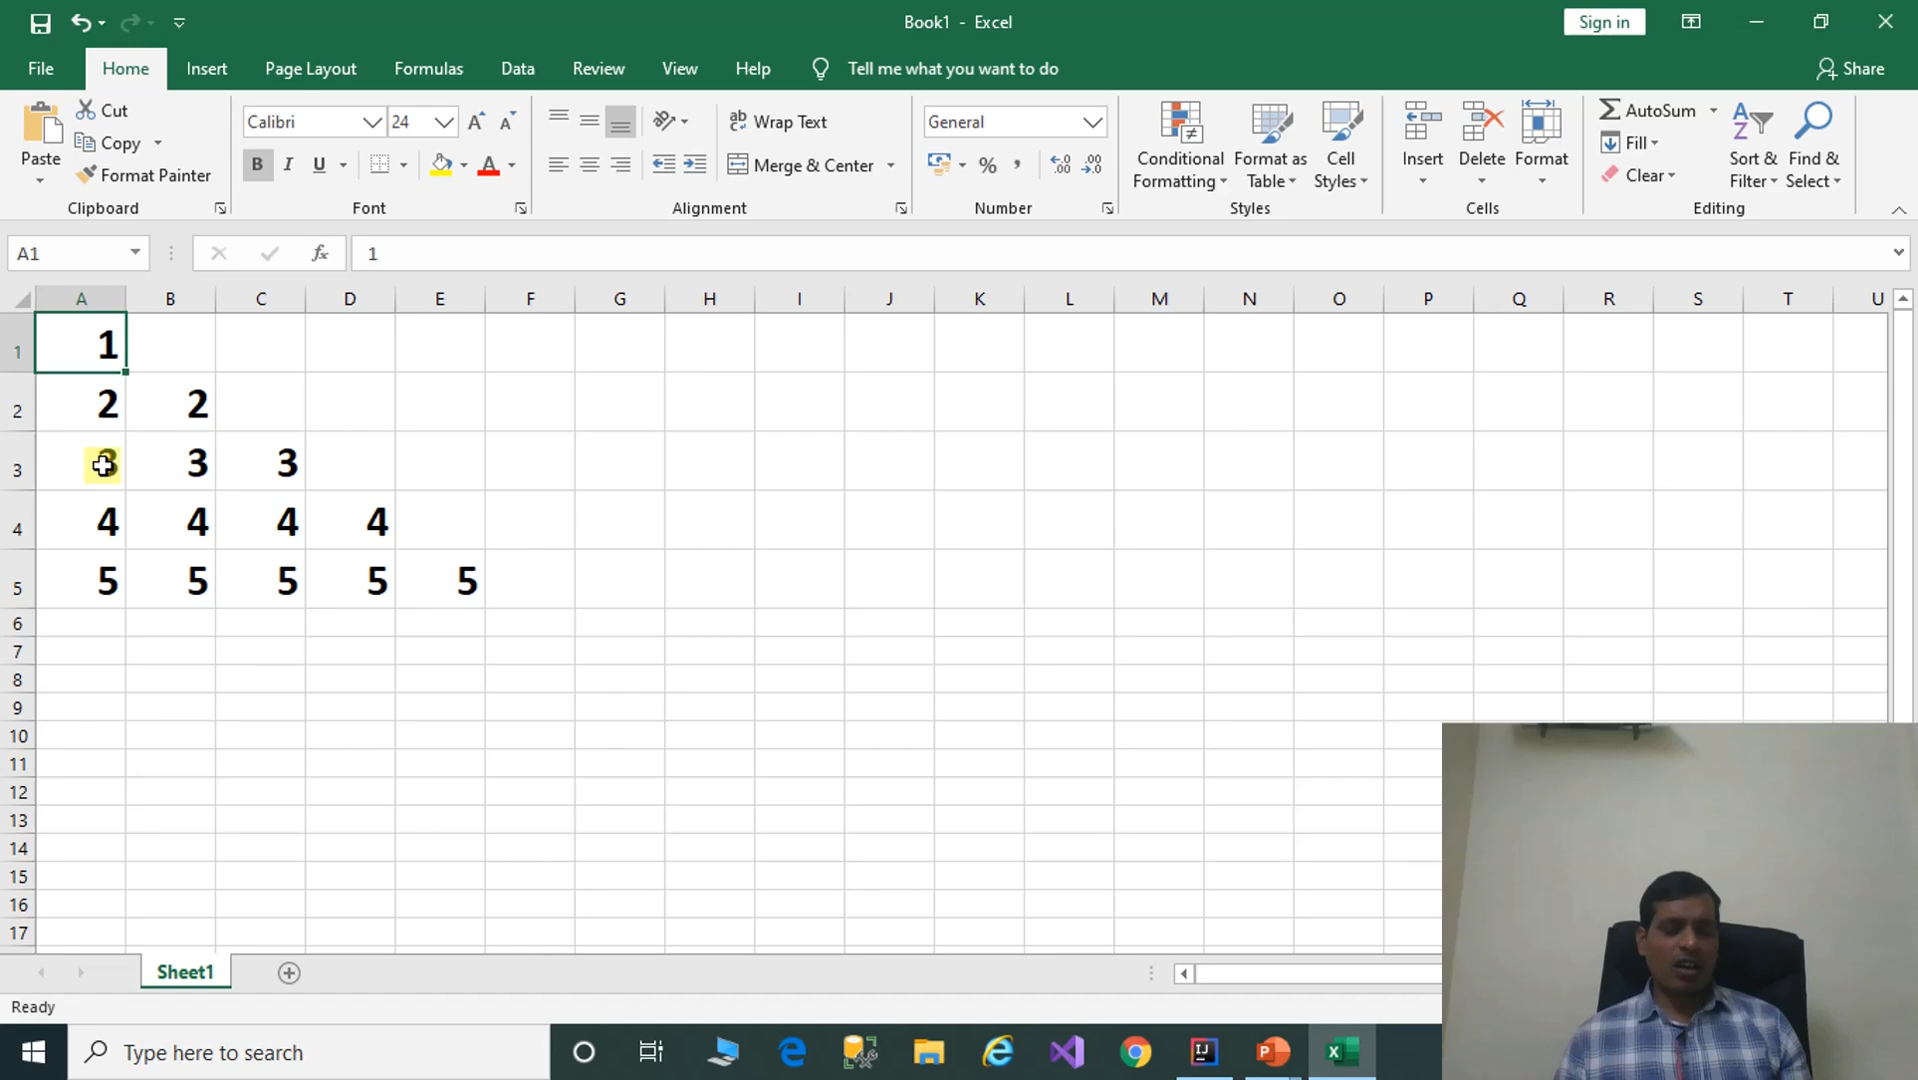 Book1 - Excel
Sign in
File
Home
Insert
Page Layout
Formulas
Data
Review
View
Help
Tell me what you want to do
Share
Paste
Cut
Copy
Format Painter
Clipboard
Calibri
24
B I U
Font
Wrap Text
Merge & Center
Alignment
General
% ,
Number
Conditional Formatting
Format as Table
Cell Styles
Styles
Insert
Delete
Format
Cells
AutoSum
Fill
Clear
Sort & Filter
Find & Select
Editing
A1
fx
1
A B C D E F G H I J K L M N O P Q R S T U
1 1
2 2 2
3 3 3 3
4 4 4 4 4
5 5 5 5 5 5
6
7
8
9
10
11
12
13
14
15
16
17
Sheet1
Ready
Type here to search